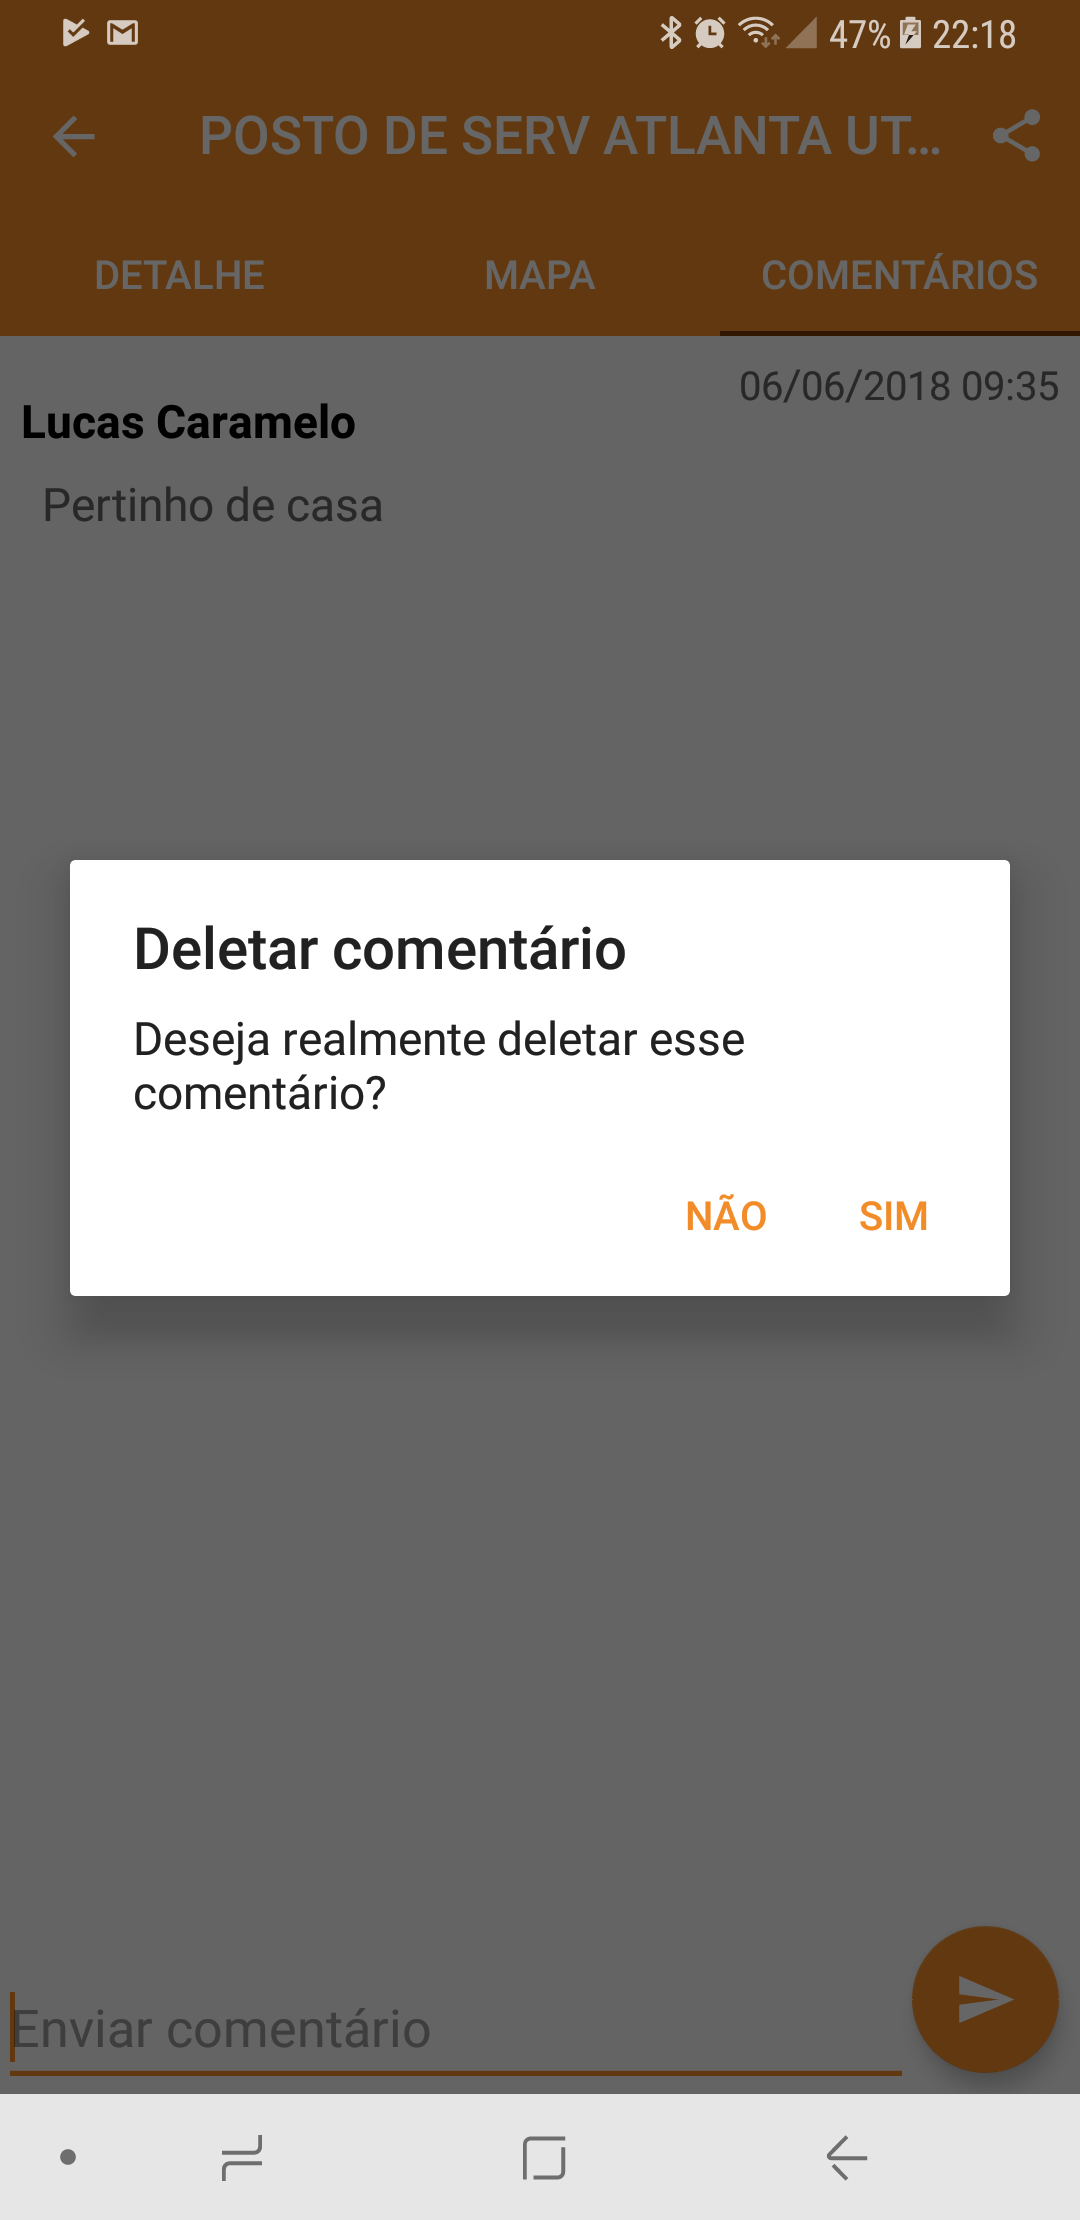 47% 22:18
POSTO DE SERV ATLANTA UT...
DETALHE MAPA COMENTÁRIOS
06/06/2018 09:35
Lucas Caramelo
Pertinho de casa
Deletar comentário
Deseja realmente deletar esse
comentário?
NÃO SIM
Enviar comentário